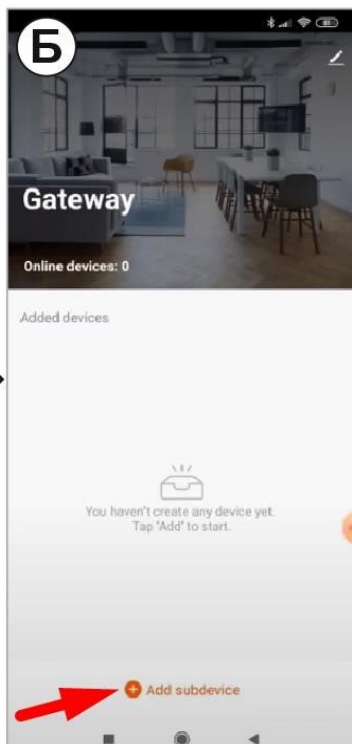 Б
Gateway
Online devices: 0
Added devices
You haven't create any device yet.
Tap "Add" to start.
Add subdevice